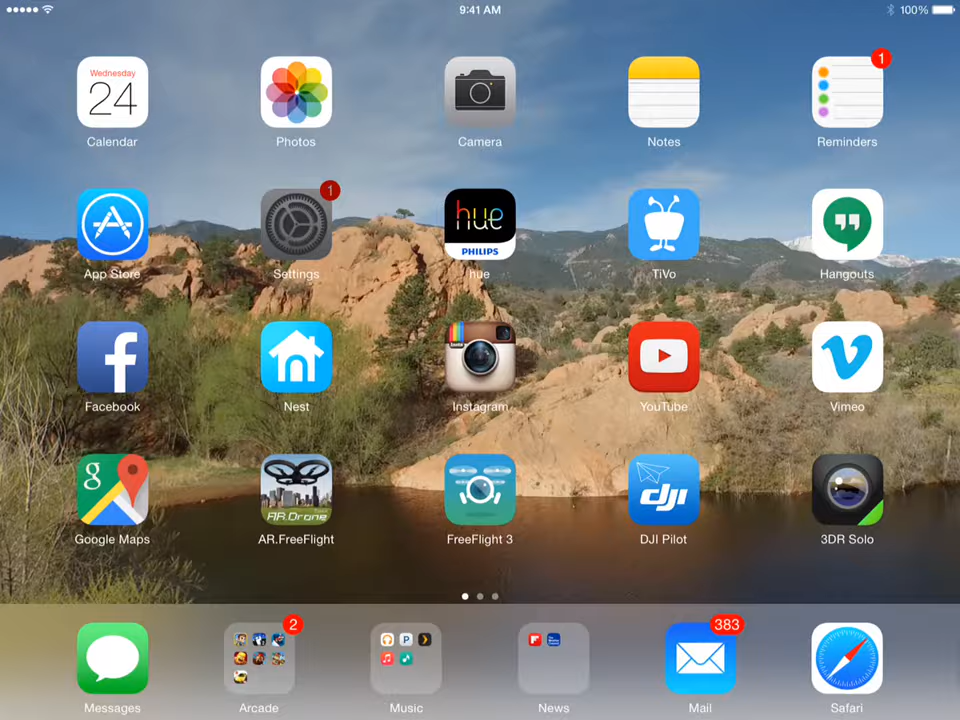 9:41 AM
100%
Wednesday
24
Calendar
Photos
Camera
Notes
1
Reminders
App Store
1
Settings
hue
PHILIPS
hue
TiVo
Hangouts
Facebook
Nest
Insta
Instagram
YouTube
Vimeo
g
Google Maps
AR.Drone
AR.FreeFlight
FreeFlight 3
dji
DJI Pilot
3DR Solo
Messages
2
Arcade
P
Music
News
383
Mail
Safari